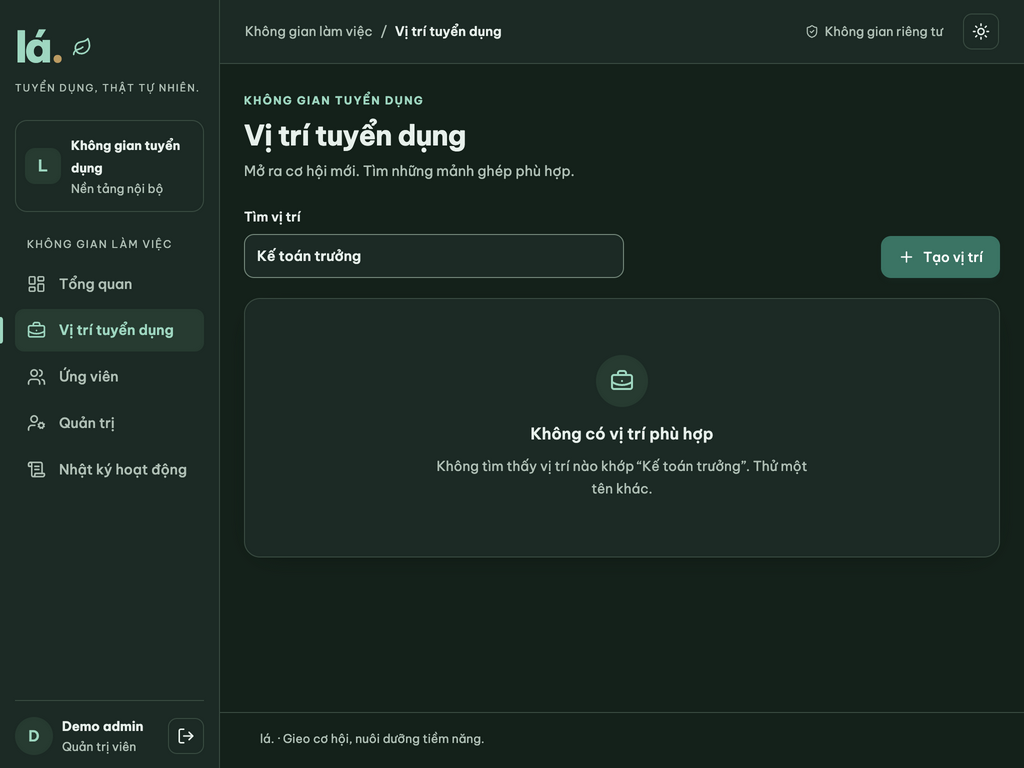 lá.
TUYỂN DỤNG, THẬT TỰ NHIÊN.
L
Không gian tuyển
dụng
Nền tảng nội bộ
KHÔNG GIAN LÀM VIỆC
Tổng quan
Vị trí tuyển dụng
Ứng viên
Quản trị
Nhật ký hoạt động
D
Demo admin
Quản trị viên
Không gian làm việc / Vị trí tuyển dụng
Không gian riêng tư
KHÔNG GIAN TUYỂN DỤNG
Vị trí tuyển dụng
Mở ra cơ hội mới. Tìm những mảnh ghép phù hợp.
Tìm vị trí
Kế toán trưởng
Tạo vị trí
Không có vị trí phù hợp
Không tìm thấy vị trí nào khớp “Kế toán trưởng”. Thử một
tên khác.
lá. · Gieo cơ hội, nuôi dưỡng tiềm năng.